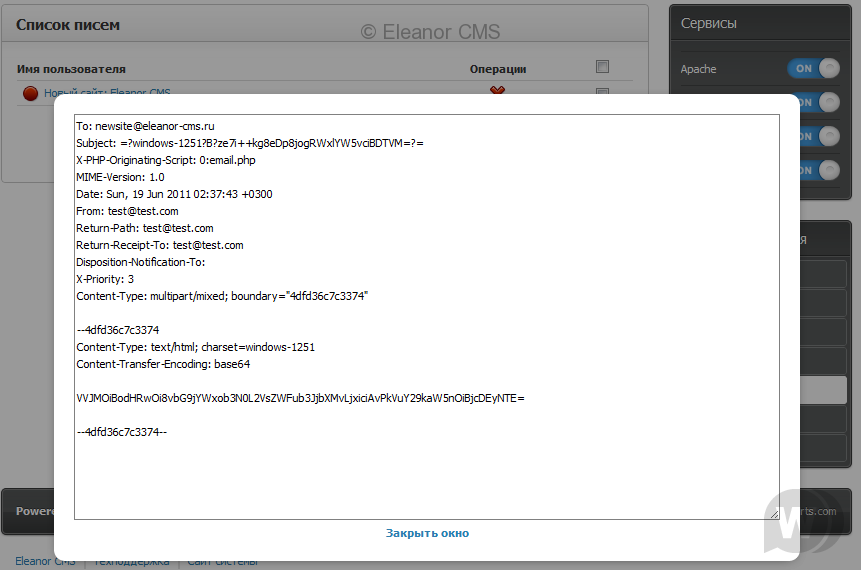 Список писем
© Eleanor CMS
Сервисы
Имя пользователя
Операции
Apache
ON
Новый сайт: Eleanor CMS
ON
ON
ON
To: newsite@eleanor-cms.ru
Subject: =?windows-1251?B?ze7i++kg8eDp8jogRWxlYW5vciBDTVM=?=
X-PHP-Originating-Script: 0:email.php
MIME-Version: 1.0
Date: Sun, 19 Jun 2011 02:37:43 +0300
From: test@test.com
Return-Path: test@test.com
Return-Receipt-To: test@test.com
Disposition-Notification-To:
X-Priority: 3
Content-Type: multipart/mixed; boundary="4dfd36c7c3374"
--4dfd36c7c3374
Content-Type: text/html; charset=windows-1251
Content-Transfer-Encoding: base64
VVJMOiBodHRwOi8vbG9jYWxob3N0L2VsZWFub3JjbXMvLjxiciAvPkVuY29kaW5nOiBjcDEyNTE=
--4dfd36c7c3374--
Закрыть окно
Powere
rts.com
Eleanor CMS
Техподдержка
Сайт системы